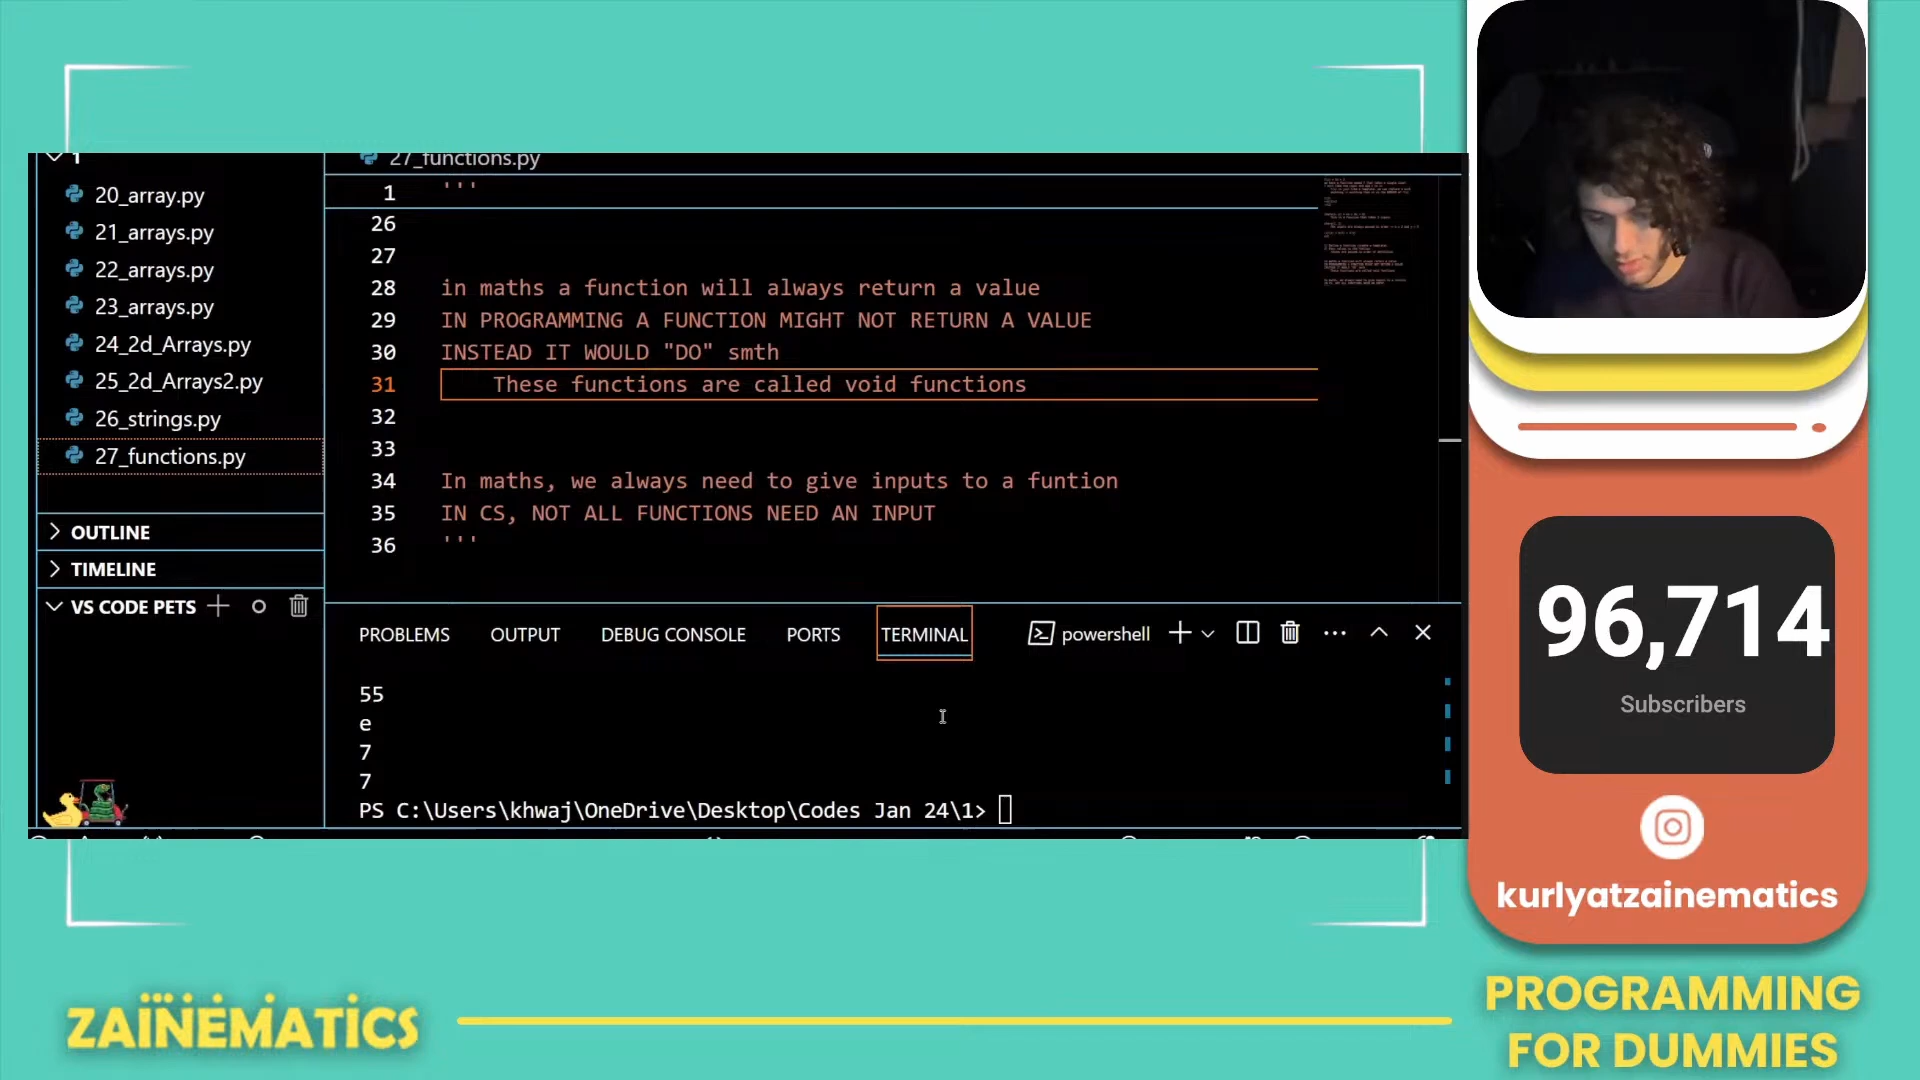 1
27_functions.py
20_array.py
21_arrays.py
22_arrays.py
23_arrays.py
24_2d_Arrays.py
25_2d_Arrays2.py
26_strings.py
27_functions.py
OUTLINE
TIMELINE
VS CODE PETS
1 '''
26
27
28 in maths a function will always return a value
29 IN PROGRAMMING A FUNCTION MIGHT NOT RETURN A VALUE
30 INSTEAD IT WOULD "DO" smth
31 These functions are called void functions
32
33
34 In maths, we always need to give inputs to a funtion
35 IN CS, NOT ALL FUNCTIONS NEED AN INPUT
36 '''
PROBLEMS OUTPUT DEBUG CONSOLE PORTS TERMINAL powershell
55
e
7
7
PS C:\Users\khwaj\OneDrive\Desktop\Codes Jan 24\1>
96,714
Subscribers
kurlyatzainematics
ZAINEMATICS
PROGRAMMING
FOR DUMMIES